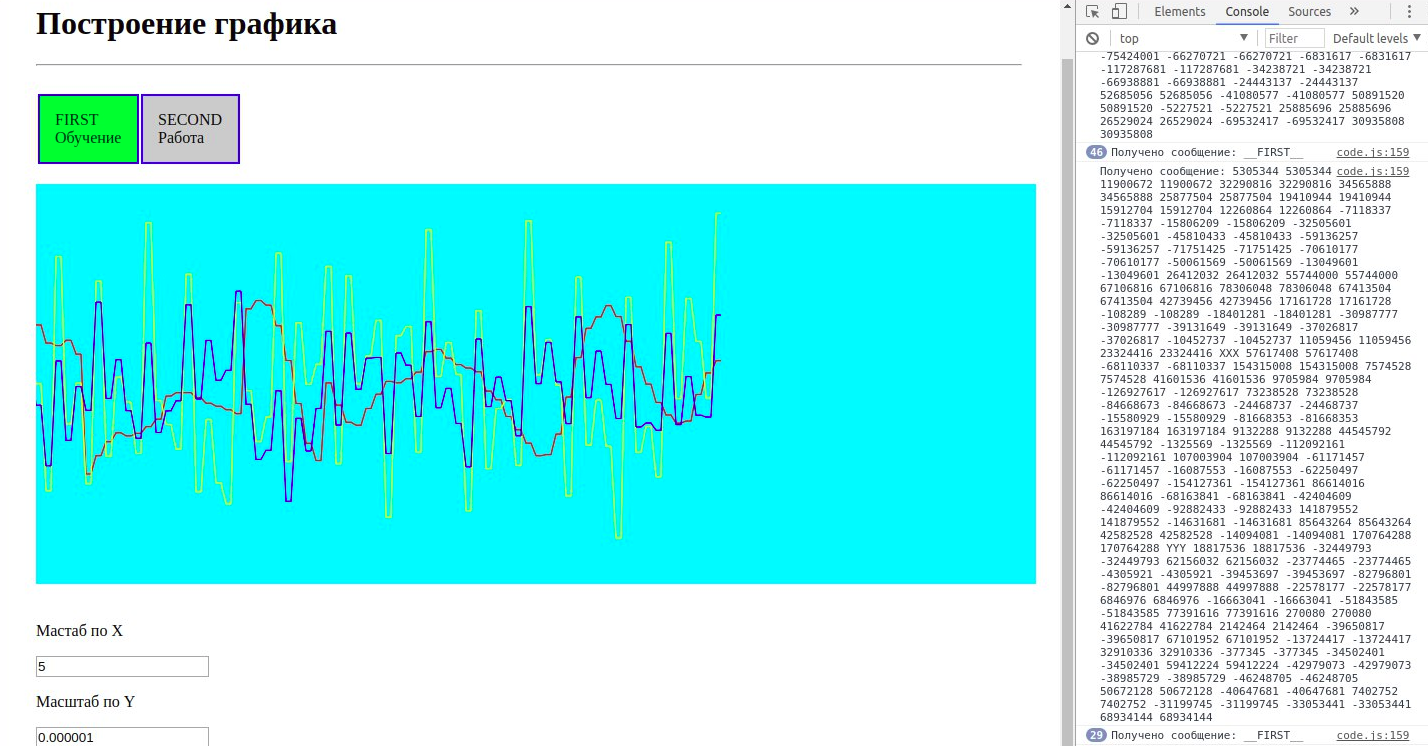 Построение графика
FIRST
Обучение
SECOND
Работа
Мастаб по X
5
Масштаб по Y
0.000001
Elements Console Sources »
top Filter Default levels
-75424001 -66270721 -66270721 -6831617 -6831617
-117287681 -117287681 -34238721 -34238721
-66938881 -66938881 -24443137 -24443137
52685056 52685056 -41080577 -41080577 50891520
50891520 -5227521 -5227521 25885696 25885696
26529024 26529024 -69532417 -69532417 30935808
30935808
46 Получено сообщение: __FIRST__ code.js:159
Получено сообщение: 5305344 5305344 code.js:159
11900672 11900672 32290816 32290816 34565888
34565888 25877504 25877504 19410944 19410944
15912704 15912704 12260864 12260864 -7118337
-7118337 -15806209 -15806209 -32505601
-32505601 -45810433 -45810433 -59136257
-59136257 -71751425 -71751425 -70610177
-70610177 -50061569 -50061569 -13049601
-13049601 26412032 26412032 55744000 55744000
67106816 67106816 78306048 78306048 67413504
67413504 42739456 42739456 17161728 17161728
-108289 -108289 -18401281 -18401281 -30987777
-30987777 -39131649 -39131649 -37026817
-37026817 -10452737 -10452737 11059456 11059456
23324416 23324416 XXX 57617408 57617408
-68110337 -68110337 154315008 154315008 7574528
7574528 41601536 41601536 9705984 9705984
-126927617 -126927617 73238528 73238528
-84668673 -84668673 -24468737 -24468737
-15580929 -15580929 -81668353 -81668353
163197184 163197184 9132288 9132288 44545792
44545792 -1325569 -1325569 -112092161
-112092161 107003904 107003904 -61171457
-61171457 -16087553 -16087553 -62250497
-62250497 -154127361 -154127361 86614016
86614016 -68163841 -68163841 -42404609
-42404609 -92882433 -92882433 141879552
141879552 -14631681 -14631681 85643264 85643264
42582528 42582528 -14094081 -14094081 170764288
170764288 YYY 18817536 18817536 -32449793
-32449793 62156032 62156032 -23774465 -23774465
-4305921 -4305921 -39453697 -39453697 -82796801
-82796801 44997888 44997888 -22578177 -22578177
6846976 6846976 -16663041 -16663041 -51843585
-51843585 77391616 77391616 270080 270080
41622784 41622784 2142464 2142464 -39650817
-39650817 67101952 67101952 -13724417 -13724417
32910336 32910336 -377345 -377345 -34502401
-34502401 59412224 59412224 -42979073 -42979073
-38985729 -38985729 -46248705 -46248705
50672128 50672128 -40647681 -40647681 7402752
7402752 -31199745 -31199745 -33053441 -33053441
68934144 68934144
29 Получено сообщение: __FIRST__ code.js:159